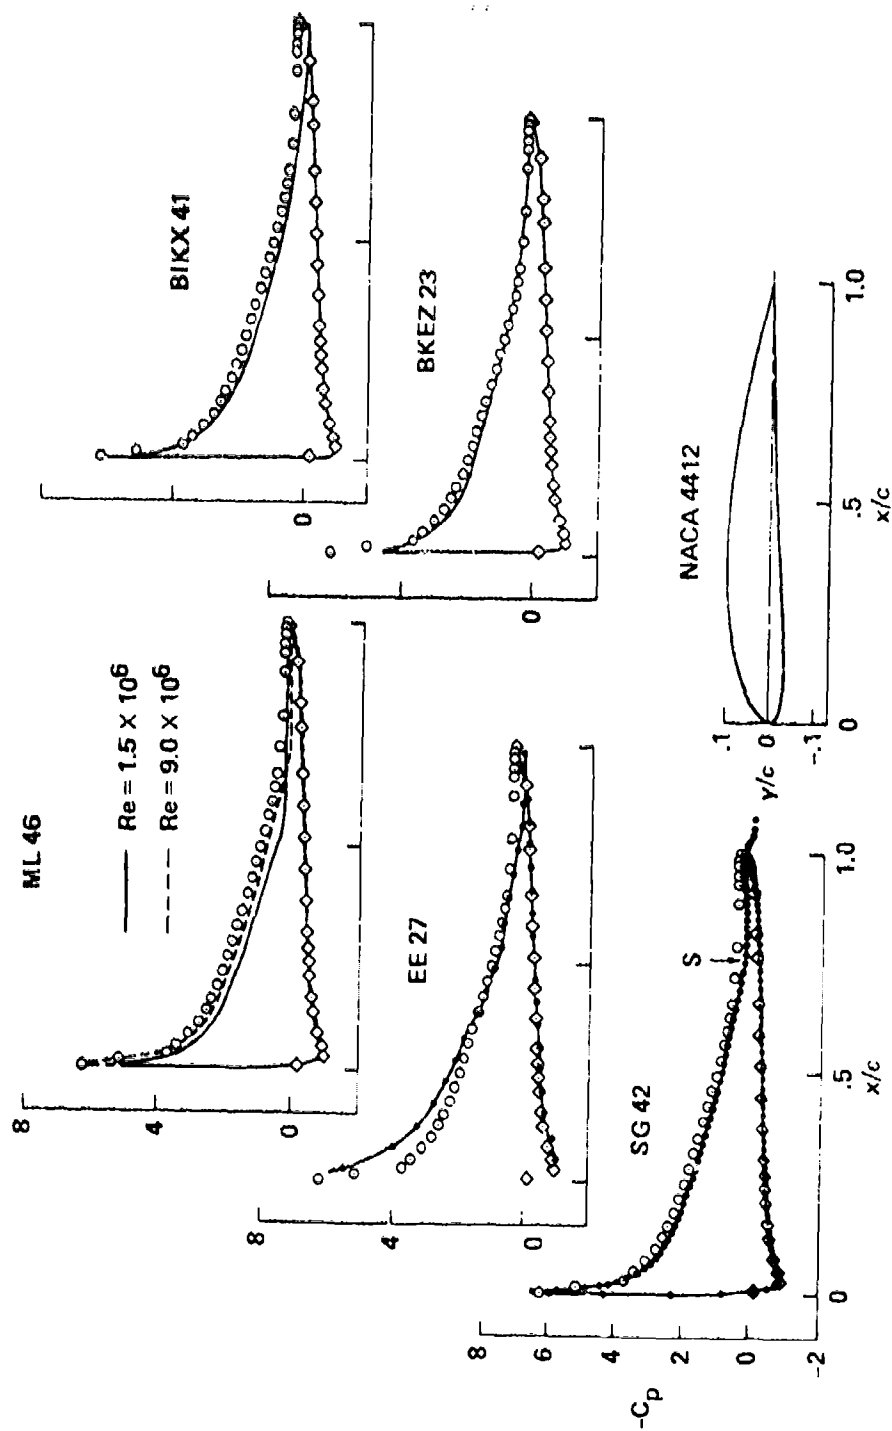 ML 46
Re = 1.5 X 10⁶
Re = 9.0 X 10⁶
8
4
0
BIKX 41
0
EE 27
8
4
0
BKEZ 23
0
SG 42
S
-Cp
8
6
4
2
0
-2
0
.5
1.0
x/c
NACA 4412
y/c
.1
0
-.1
0
.5
1.0
x/c